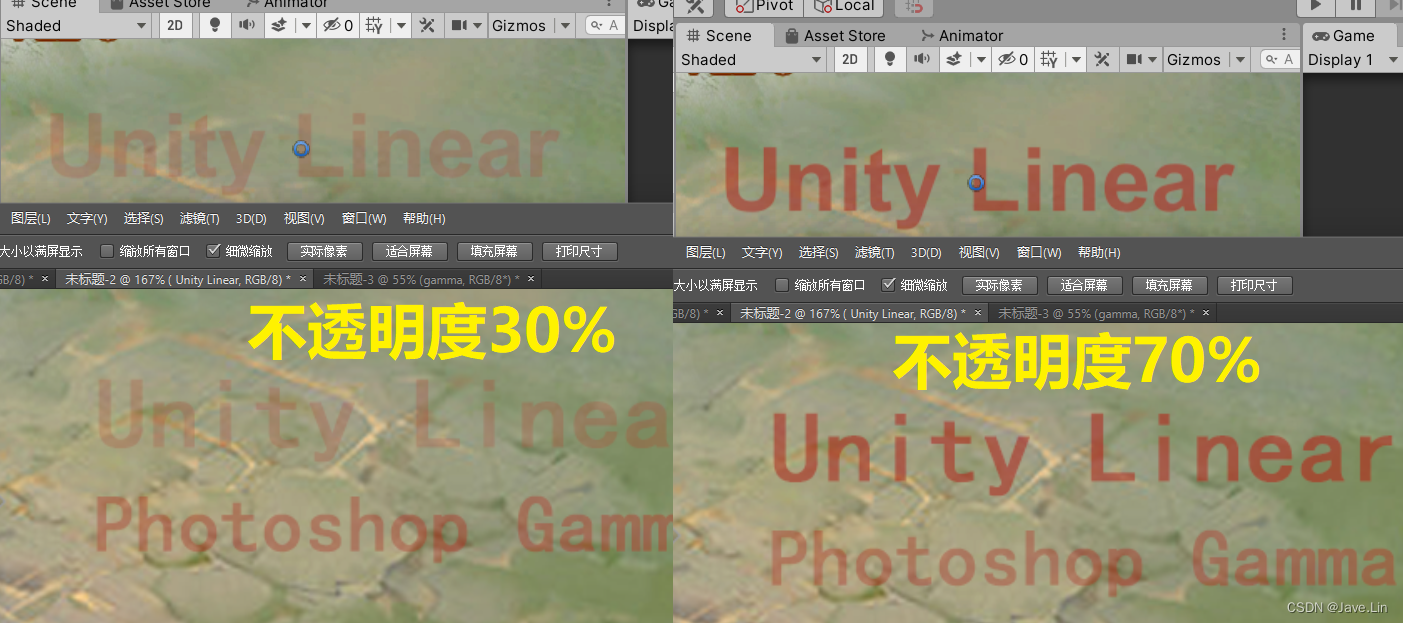 Scene Asset Store Animator
Shaded 2D 0 Gizmos A
Unity Linear
图层(L) 文字(Y) 选择(S) 滤镜(T) 3D(D) 视图(V) 窗口(W) 帮助(H)
大小以满屏显示 缩放所有窗口 细微缩放 实际像素 适合屏幕 填充屏幕 打印尺寸
GB/8) * × 未标题-2 @ 167% ( Unity Linear, RGB/8) * × 未标题-3 @ 55% (gamma, RGB/8*) * ×
不透明度30%
Unity Linea
Photoshop Gamm
Pivot Local
Scene Asset Store Animator Game
Shaded 2D 0 Gizmos A Display 1
Unity Linear
图层(L) 文字(Y) 选择(S) 滤镜(T) 3D(D) 视图(V) 窗口(W) 帮助(H)
大小以满屏显示 缩放所有窗口 细微缩放 实际像素 适合屏幕 填充屏幕 打印尺寸
GB/8) * × 未标题-2 @ 167% ( Unity Linear, RGB/8) * × 未标题-3 @ 55% (gamma, RGB/8*) * ×
不透明度70%
Unity Linear
Photoshop Gamma
CSDN @Jave.Lin